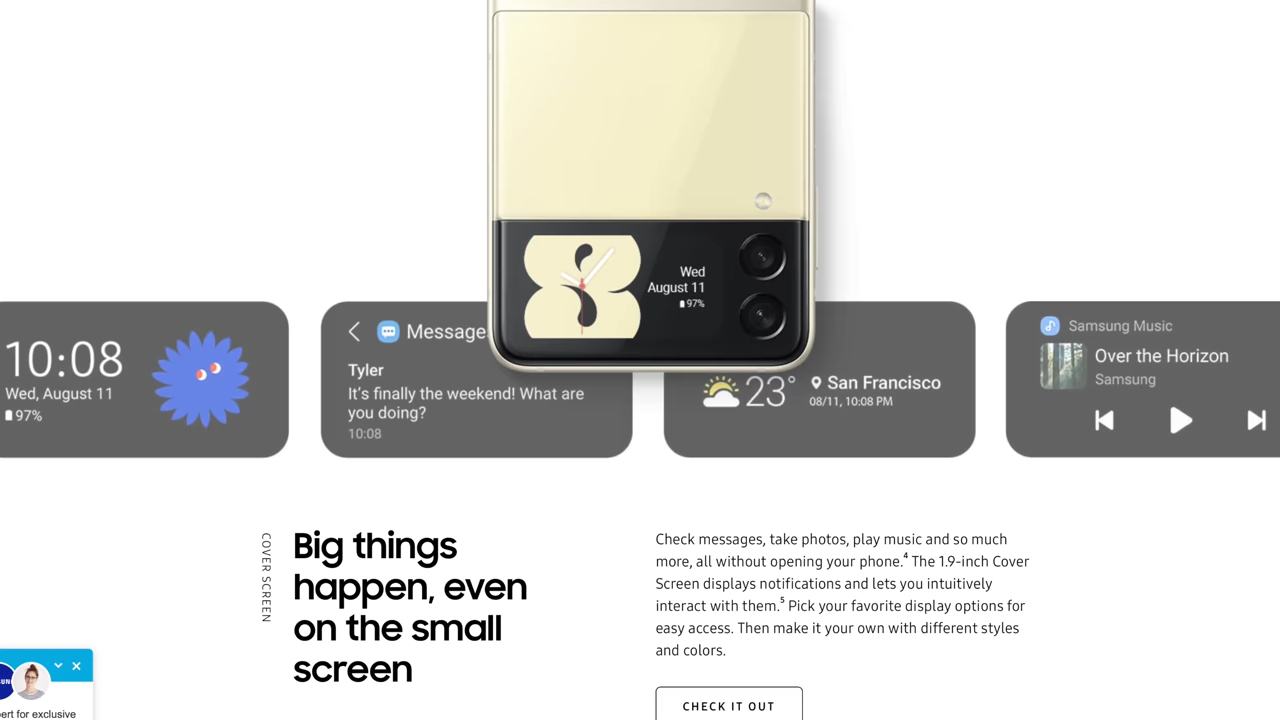 Wed
August 11
97%
10:08
Wed, August 11
97%
Message
Tyler
It's finally the weekend! What are
you doing?
10:08
23°
San Francisco
08/11, 10:08 PM
Samsung Music
Over the Horizon
Samsung
COVER SCREEN
Big things
happen, even
on the small
screen
Check messages, take photos, play music and so much
more, all without opening your phone.⁴ The 1.9-inch Cover
Screen displays notifications and lets you intuitively
interact with them.⁵ Pick your favorite display options for
easy access. Then make it your own with different styles
and colors.
CHECK IT OUT
pert for exclusive